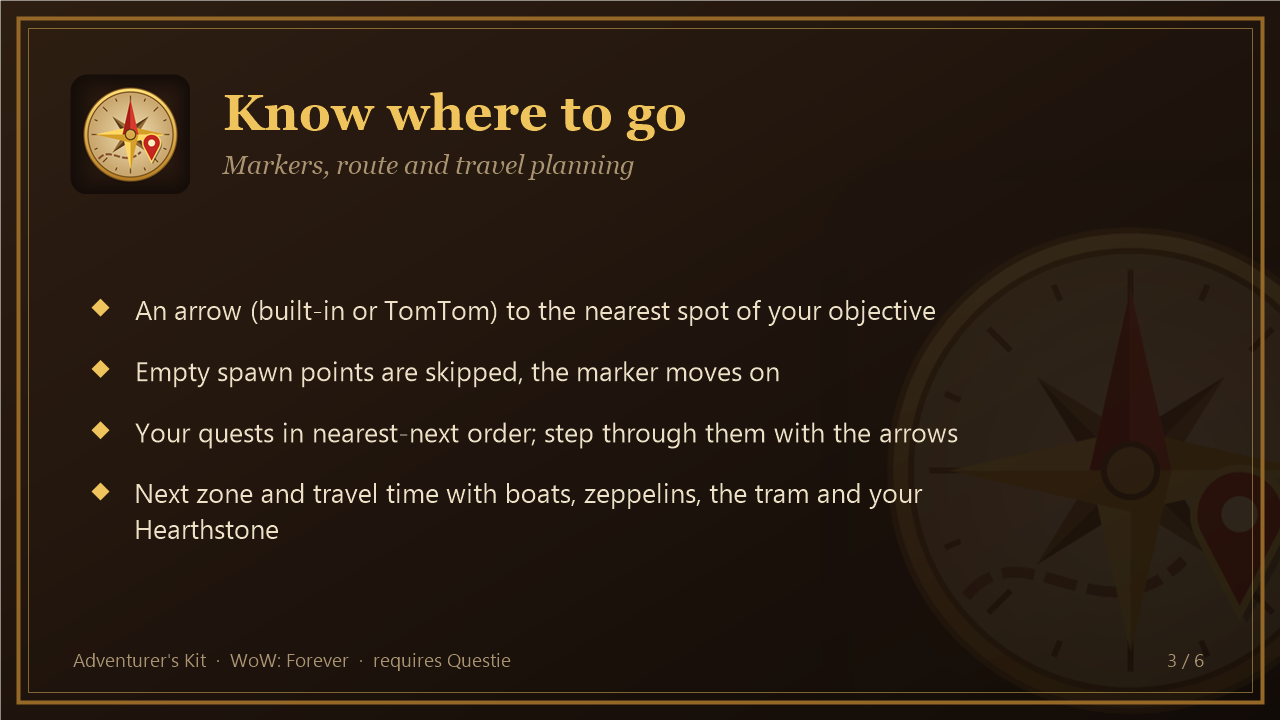 Know where to go
Markers, route and travel planning
An arrow (built-in or TomTom) to the nearest spot of your objective
Empty spawn points are skipped, the marker moves on
Your quests in nearest-next order; step through them with the arrows
Next zone and travel time with boats, zeppelins, the tram and your
Hearthstone
Adventurer's Kit · WoW: Forever · requires Questie
3 / 6